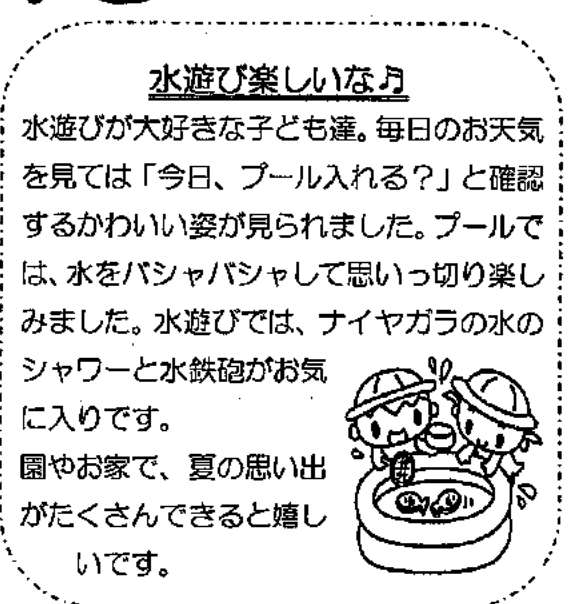 水遊び楽しいな♬
水遊びが大好きな子ども達。毎日のお天気
を見ては「今日、プール入れる？」と確認
するかわいい姿が見られました。プールで
は、水をバシャバシャして思いっ切り楽し
みました。水遊びでは、ナイヤガラの水の
シャワーと水鉄砲がお気
に入りです。
園やお家で、夏の思い出
がたくさんできると嬉し
いです。